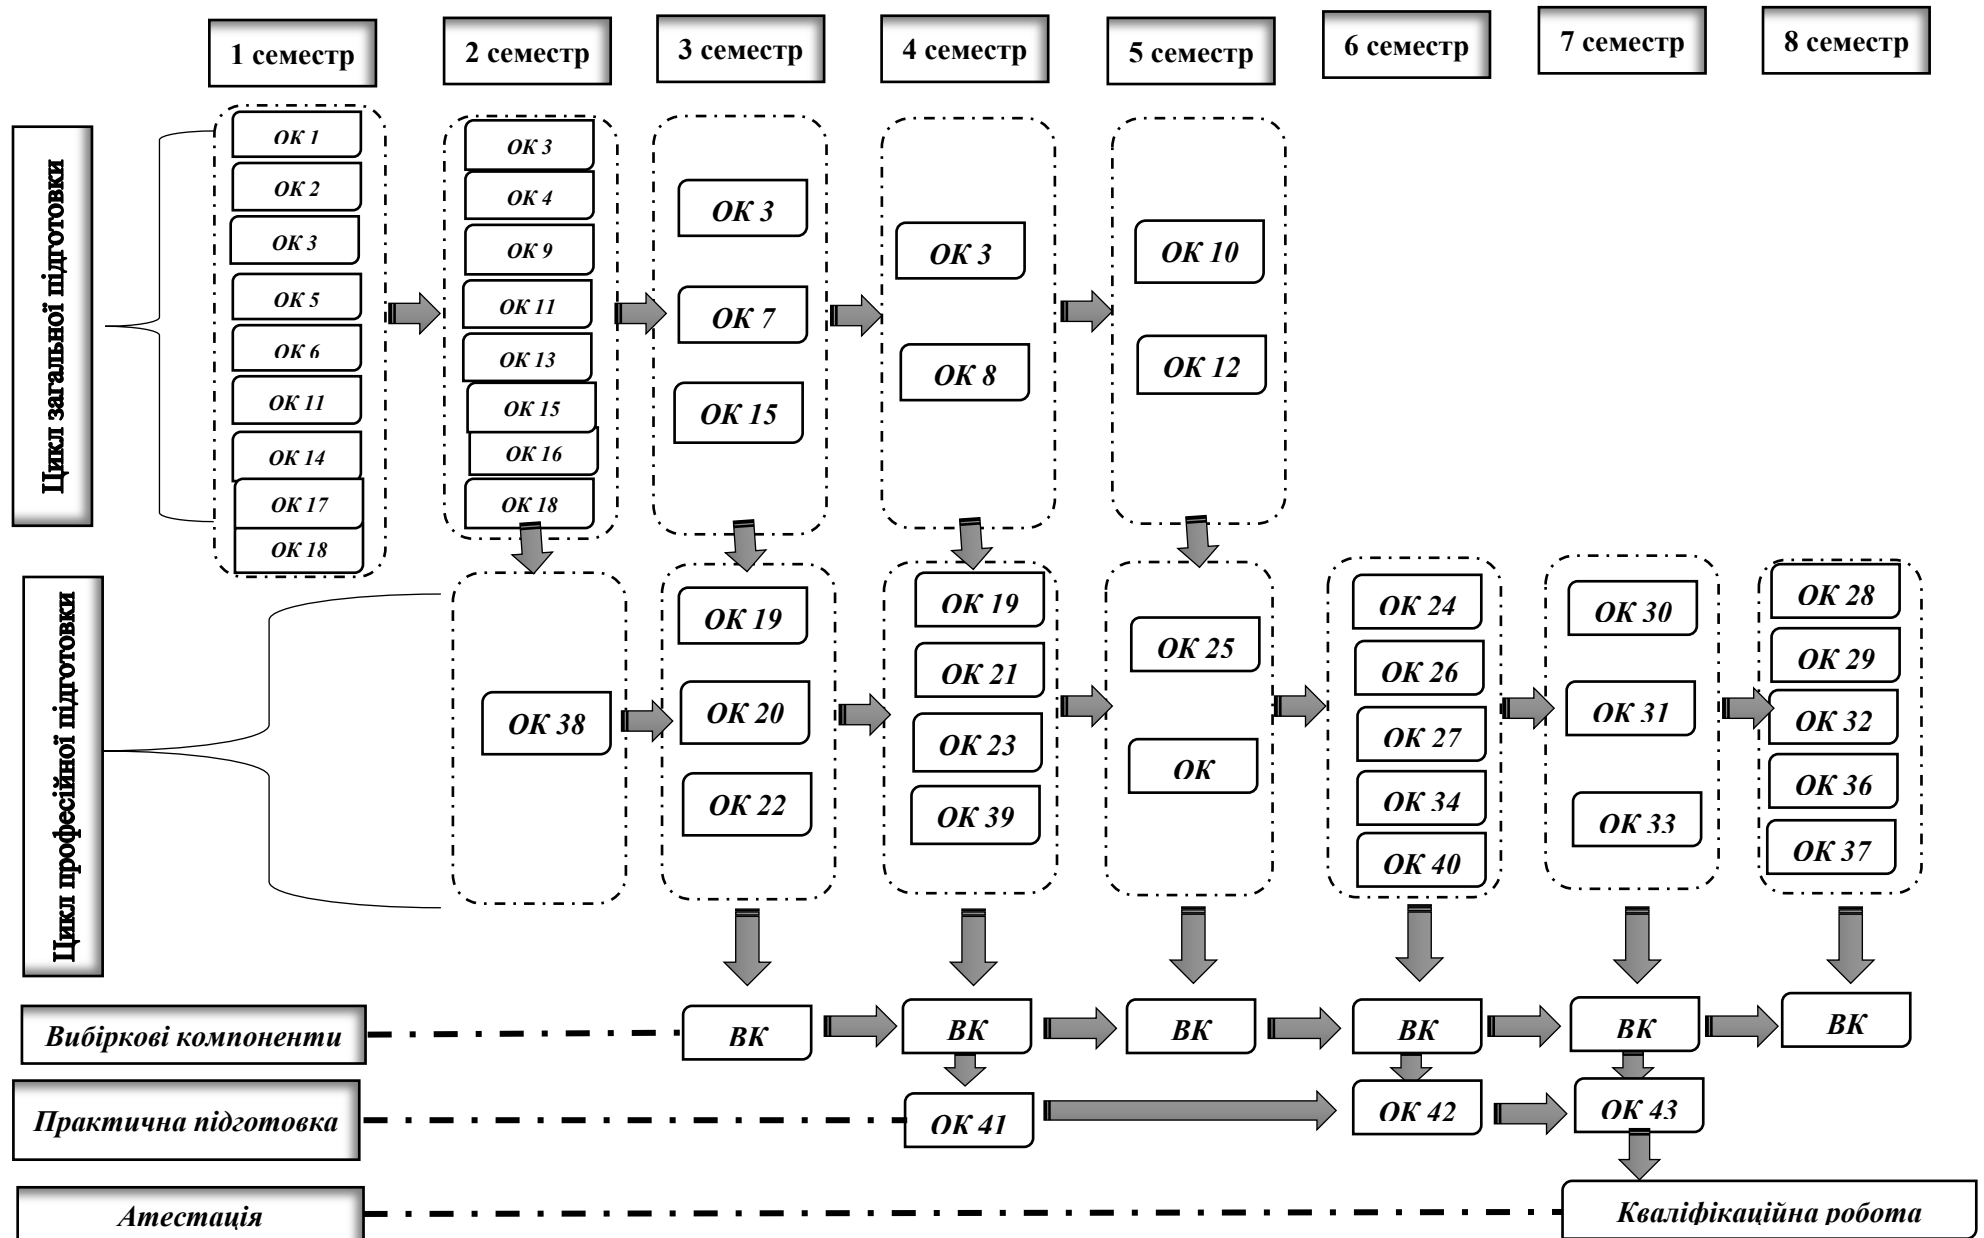 1 семестр
2 семестр
3 семестр
4 семестр
5 семестр
6 семестр
7 семестр
8 семестр
Цикл загальної підготовки
ОК 1
ОК 2
ОК 3
ОК 5
ОК 6
ОК 11
ОК 14
ОК 17
ОК 18
ОК 3
ОК 4
ОК 9
ОК 11
ОК 13
ОК 15
ОК 16
ОК 18
ОК 3
ОК 7
ОК 15
ОК 3
ОК 8
ОК 10
ОК 12
Цикл професійної підготовки
ОК 38
ОК 19
ОК 20
ОК 22
ОК 19
ОК 21
ОК 23
ОК 39
ОК 25
ОК
ОК 24
ОК 26
ОК 27
ОК 34
ОК 40
ОК 30
ОК 31
ОК 33
ОК 28
ОК 29
ОК 32
ОК 36
ОК 37
Вибіркові компоненти
ВК
ВК
ВК
ВК
ВК
ВК
Практична підготовка
ОК 41
ОК 42
ОК 43
Атестація
Кваліфікаційна робота